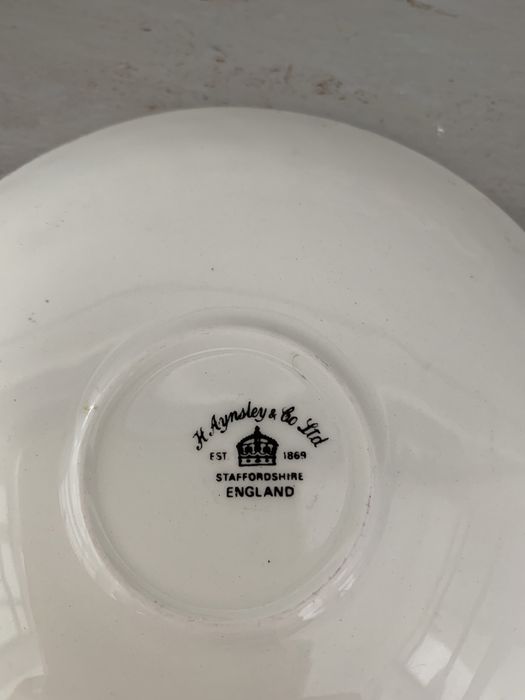 H Aynsley & Co Ltd
EST 1869
STAFFORDSHIRE
ENGLAND